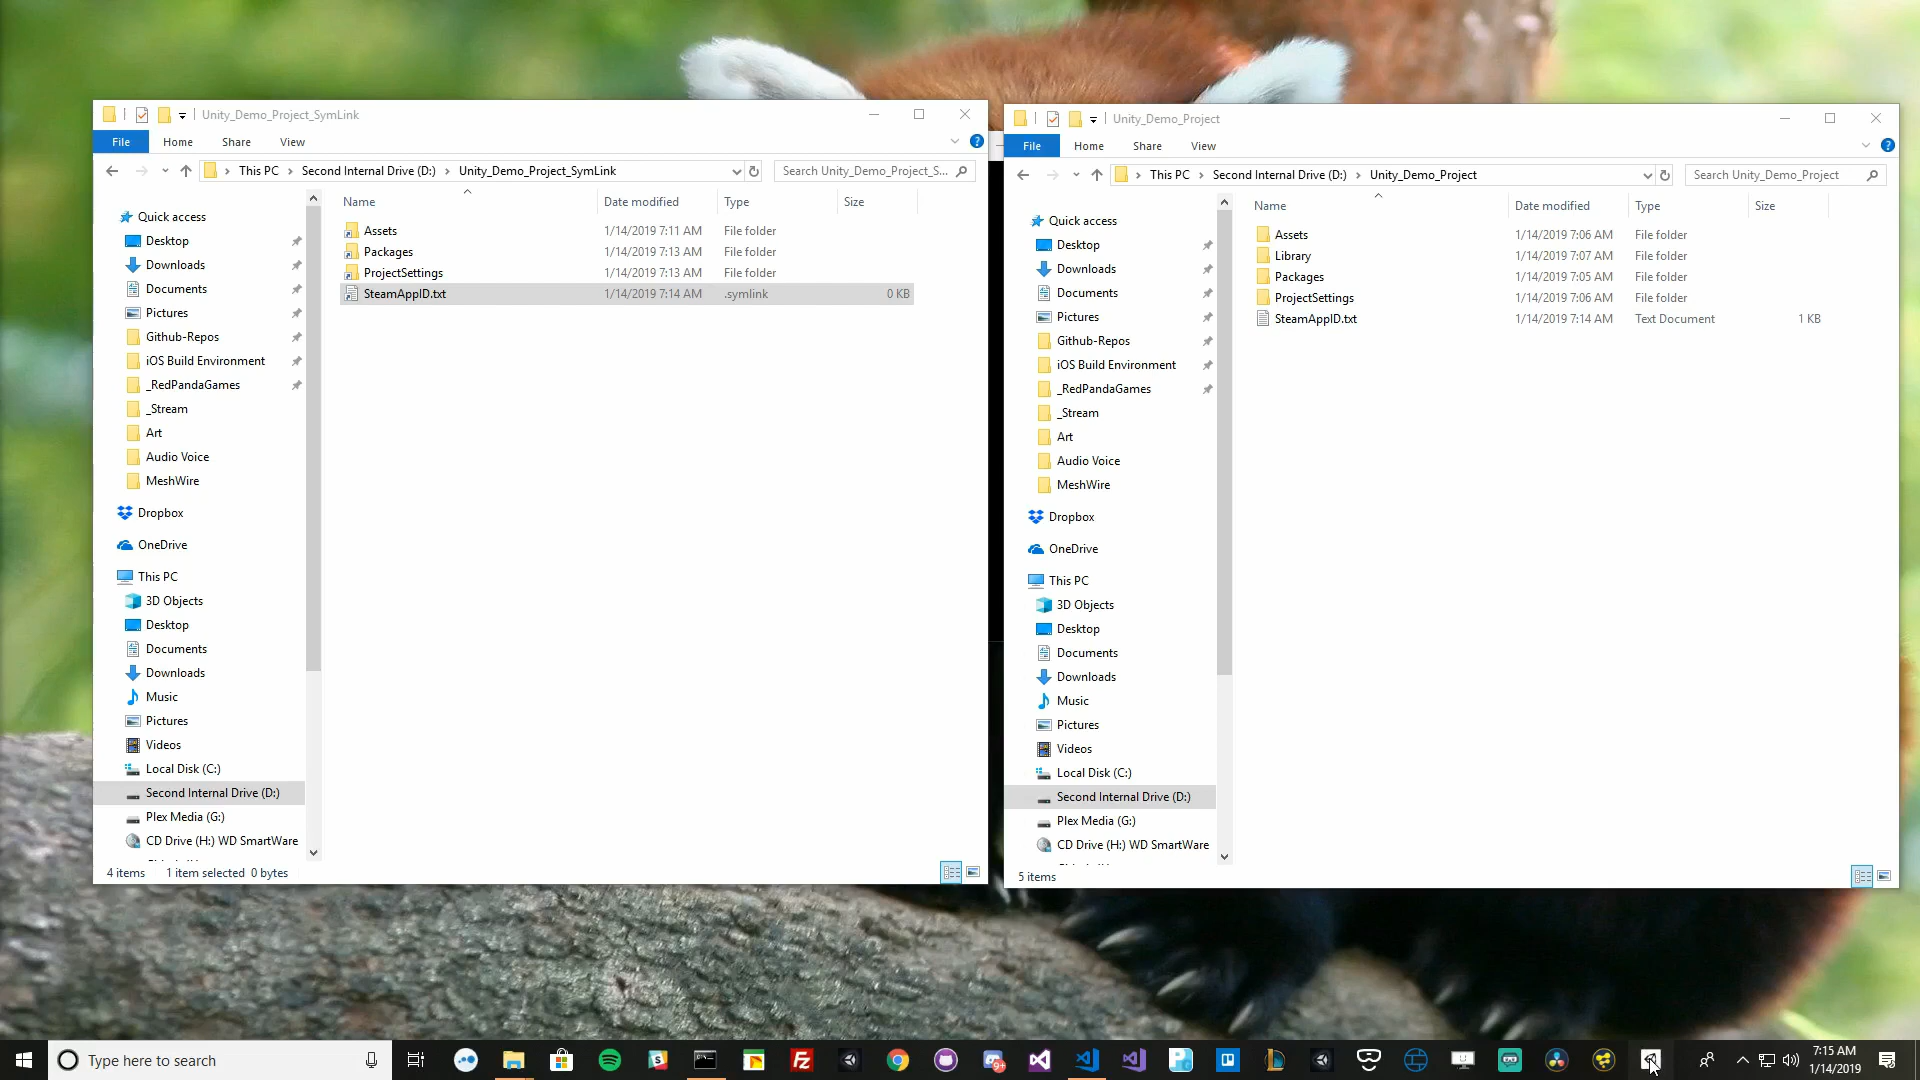 Unity_Demo_Project_SymLink
File Home Share View
This PC Second Internal Drive (D:) Unity_Demo_Project_SymLink
Search Unity_Demo_Project_S...
Name Date modified Type Size
Assets 1/14/2019 7:11 AM File folder
Packages 1/14/2019 7:13 AM File folder
ProjectSettings 1/14/2019 7:13 AM File folder
SteamAppID.txt 1/14/2019 7:14 AM .symlink 0 KB
Quick access
Desktop
Downloads
Documents
Pictures
Github-Repos
iOS Build Environment
_RedPandaGames
_Stream
Art
Audio Voice
MeshWire
Dropbox
OneDrive
This PC
3D Objects
Desktop
Documents
Downloads
Music
Pictures
Videos
Local Disk (C:)
Second Internal Drive (D:)
Plex Media (G:)
CD Drive (H:) WD SmartWare
4 items 1 item selected 0 bytes
Unity_Demo_Project
File Home Share View
This PC Second Internal Drive (D:) Unity_Demo_Project
Search Unity_Demo_Project
Name Date modified Type Size
Assets 1/14/2019 7:06 AM File folder
Library 1/14/2019 7:07 AM File folder
Packages 1/14/2019 7:05 AM File folder
ProjectSettings 1/14/2019 7:06 AM File folder
SteamAppID.txt 1/14/2019 7:14 AM Text Document 1 KB
Quick access
Desktop
Downloads
Documents
Pictures
Github-Repos
iOS Build Environment
_RedPandaGames
_Stream
Art
Audio Voice
MeshWire
Dropbox
OneDrive
This PC
3D Objects
Desktop
Documents
Downloads
Music
Pictures
Videos
Local Disk (C:)
Second Internal Drive (D:)
Plex Media (G:)
CD Drive (H:) WD SmartWare
5 items
Type here to search
7:15 AM
1/14/2019